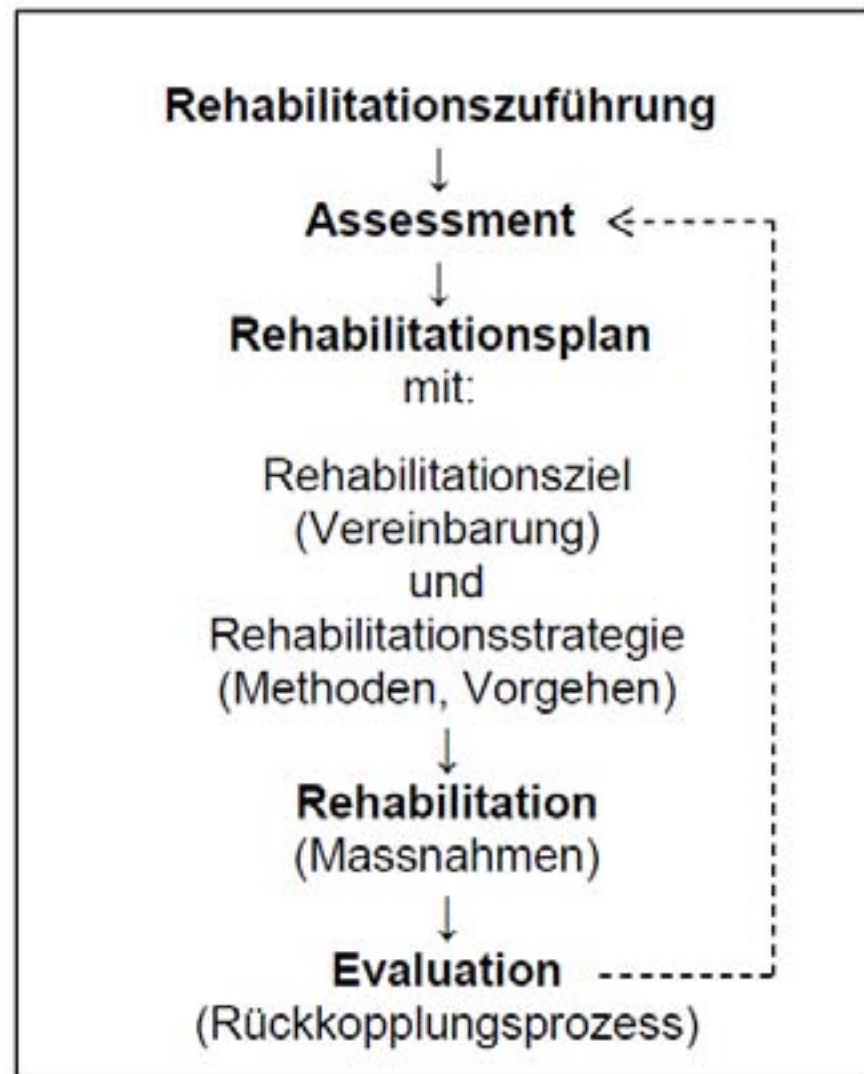 Rehabilitationszuführung
Assessment
Rehabilitationsplan
mit:
Rehabilitationsziel
(Vereinbarung)
und
Rehabilitationsstrategie
(Methoden, Vorgehen)
Rehabilitation
(Massnahmen)
Evaluation
(Rückkopplungsprozess)